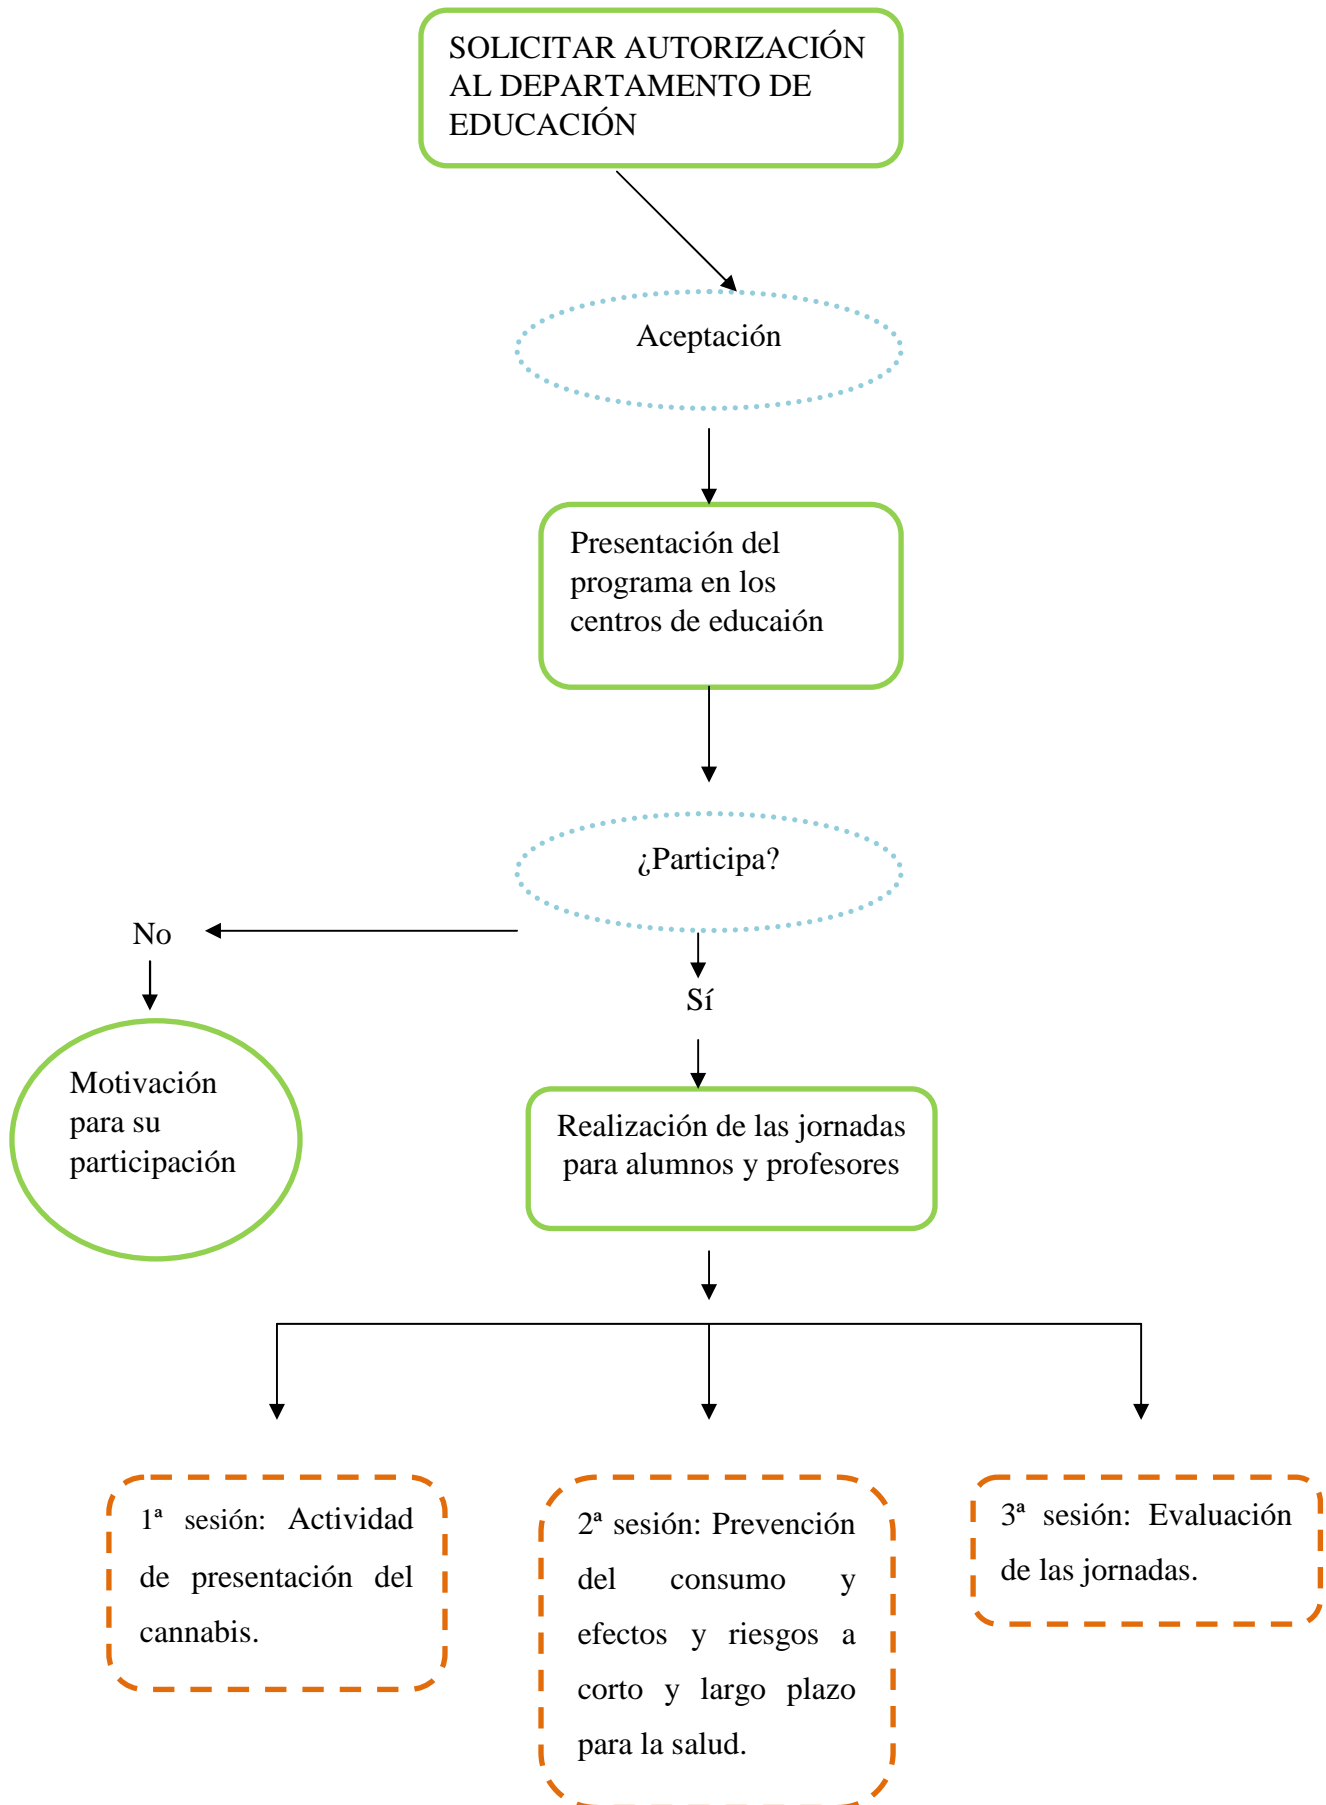 SOLICITAR AUTORIZACIÓN
AL DEPARTAMENTO DE
EDUCACIÓN
Aceptación
Presentación del
programa en los
centros de educaión
¿Participa?
No
Sí
Motivación
para su
participación
Realización de las jornadas
para alumnos y profesores
1ª sesión: Actividad
de presentación del
cannabis.
2ª sesión: Prevención
del consumo y
efectos y riesgos a
corto y largo plazo
para la salud.
3ª sesión: Evaluación
de las jornadas.